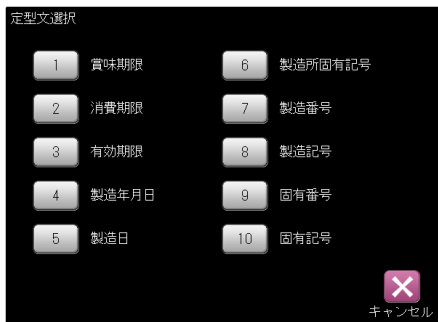 定型文選択
1 賞味期限
2 消費期限
3 有効期限
4 製造年月日
5 製造日
6 製造所固有記号
7 製造番号
8 製造記号
9 固有番号
10 固有記号
キャンセル